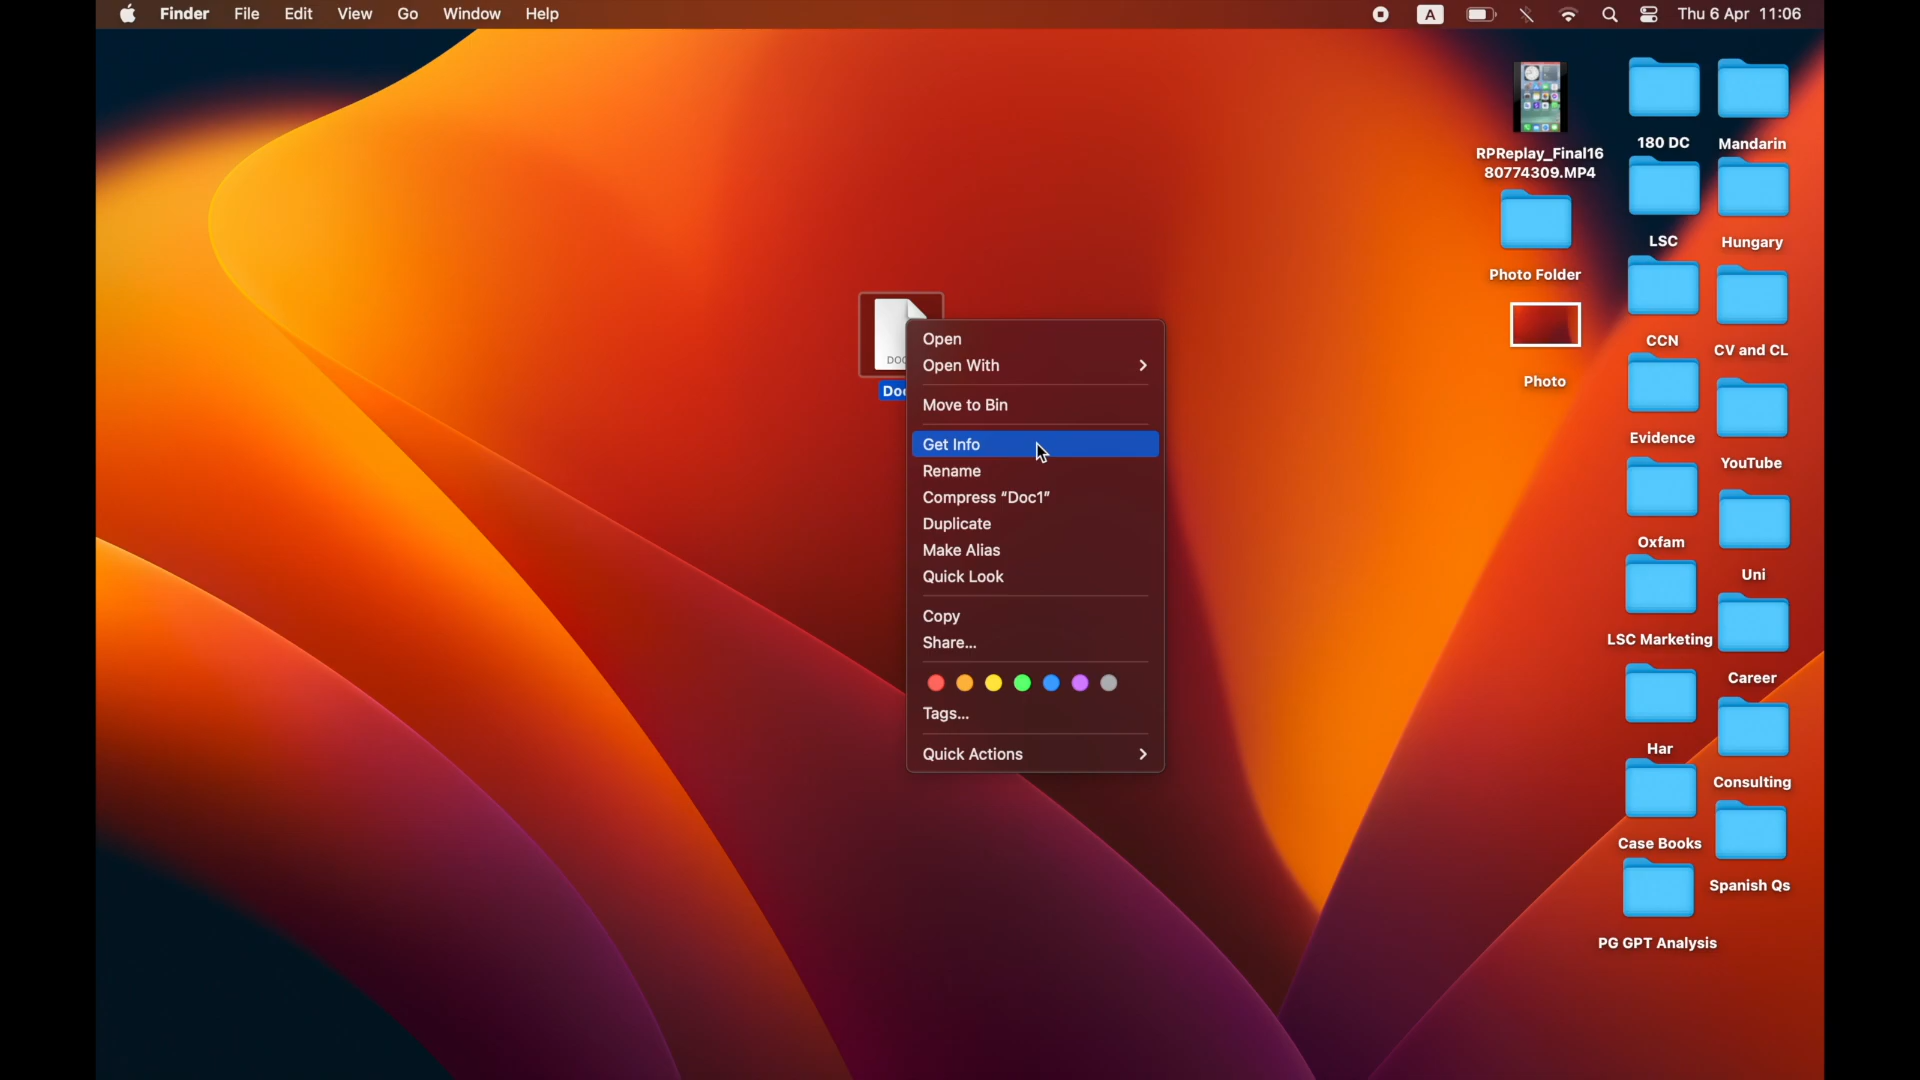 Finder File Edit View Go Window Help
A Thu 6 Apr 11:06
RPReplay_Final16
80774309.MP4
180 DC
Mandarin
LSC
Hungary
Photo Folder
CCN
CV and CL
Photo
Evidence
YouTube
Oxfam
Uni
LSC Marketing
Career
Har
Consulting
Case Books
Spanish Qs
PG GPT Analysis
DOC
Doc
Open
Open With
Move to Bin
Get Info
Rename
Compress “Doc1”
Duplicate
Make Alias
Quick Look
Copy
Share...
Tags...
Quick Actions